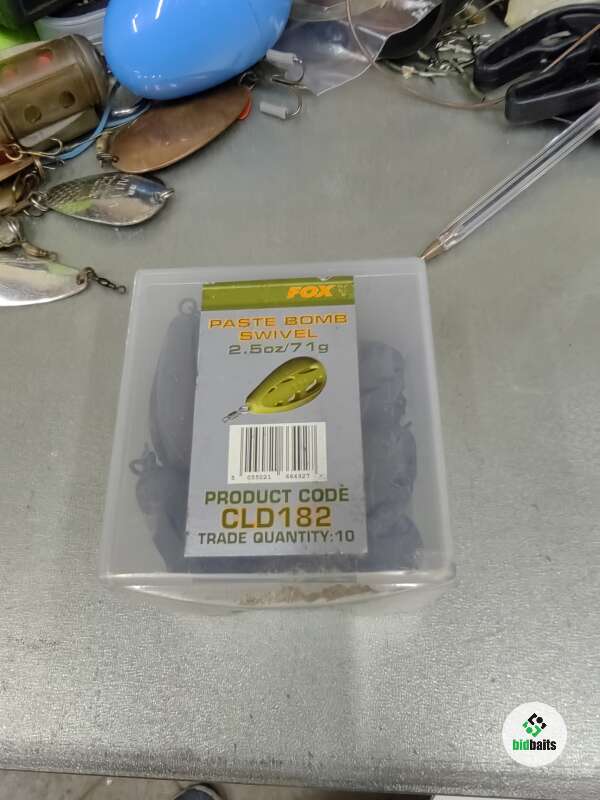 FOX
PASTE BOMB
SWIVEL
2.5oz/71g
PRODUCT CODE
CLD182
TRADE QUANTITY:10
bidbaits